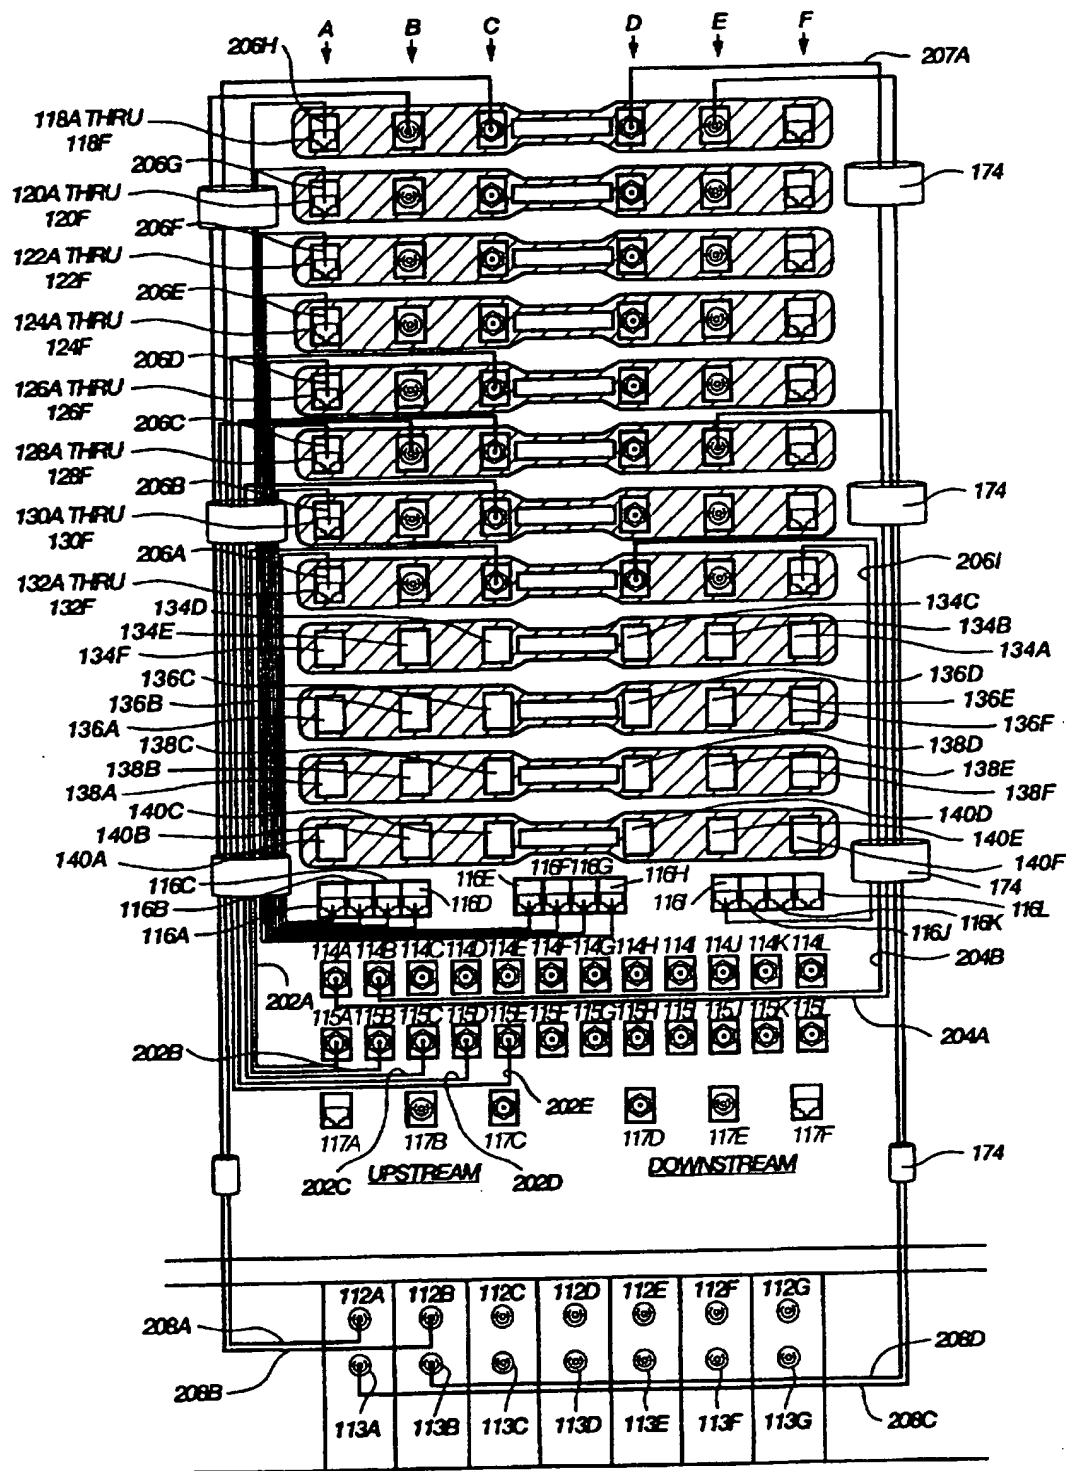 A B C D E F
206H
207A
118A THRU
118F
206G
174
120A THRU
120F
206F
122A THRU
122F
206E
124A THRU
124F
206D
126A THRU
126F
206C
128A THRU
128F
206B
174
130A THRU
130F
206A
206I
132A THRU
132F
134D
134C
134E
134B
134F
134A
136C
136D
136B
136E
136A
136F
138C
138D
138B
138E
138A
138F
140C
140D
140B
140E
140A
140F
116C
116E
116F 116G
116H
174
116B
116D
116I
116L
116A
116K
116J
114A 114B 114C 114D 114E 114F 114G 114H 114I 114J 114K 114L
204B
202A
115A 115B 115C 115D 115E 115F 115G 115H 115I 115J 115K 115L
204A
202B
202E
117A 117B 117C 117D 117E 117F
UPSTREAM
DOWNSTREAM
174
202C
202D
112A 112B 112C 112D 112E 112F 112G
208A
208D
208B
208C
113A 113B 113C 113D 113E 113F 113G